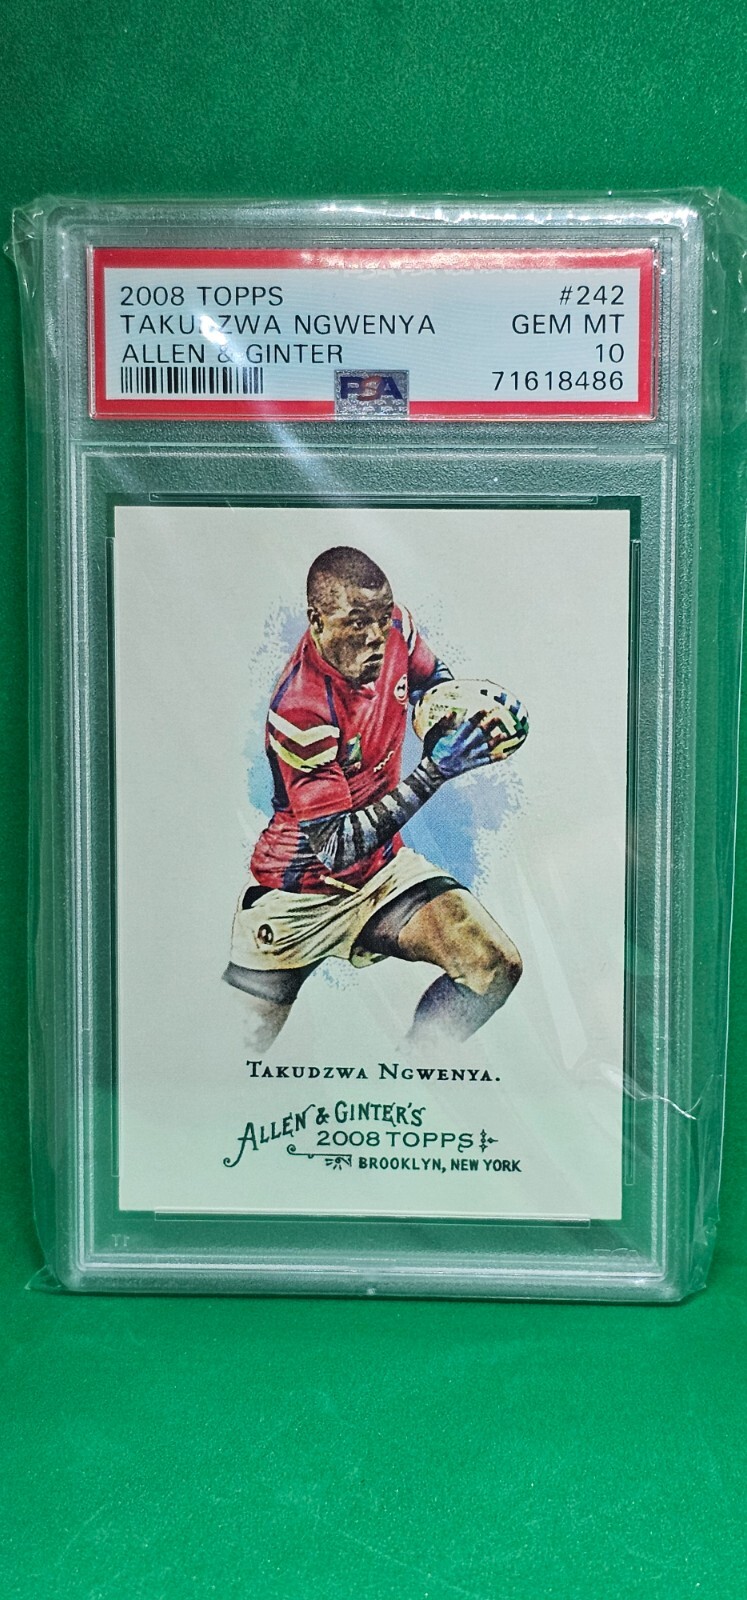 2008 TOPPS #242
TAKUDZWA NGWENYA GEM MT
ALLEN & GINTER 10
PSA 71618486
TAKUDZWA NGWENYA.
ALLEN & GINTER'S
2008 TOPPS
BROOKLYN, NEW YORK